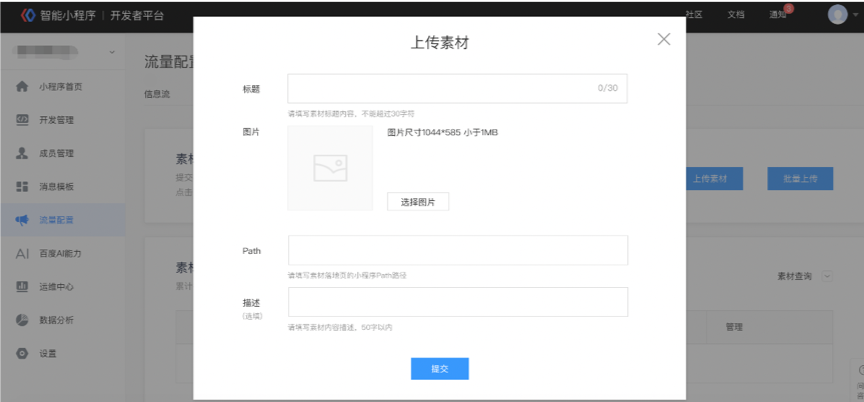 智能小程序 | 开发者平台
社区
文档
通知
3
小程序首页
开发管理
成员管理
消息模板
流量配置
AI 百度AI能力
运维中心
数据分析
设置
流量配
信息流
素
提交
点击
上传素材
批量上传
素
累计
素材查询
管理
上传素材
标题
0/30
请填写素材标题内容，不能超过30字符
图片
图片尺寸1044*585 小于1MB
选择图片
Path
请填写素材落地页的小程序Path路径
描述
(选填)
请填写素材内容描述，50字以内
提交